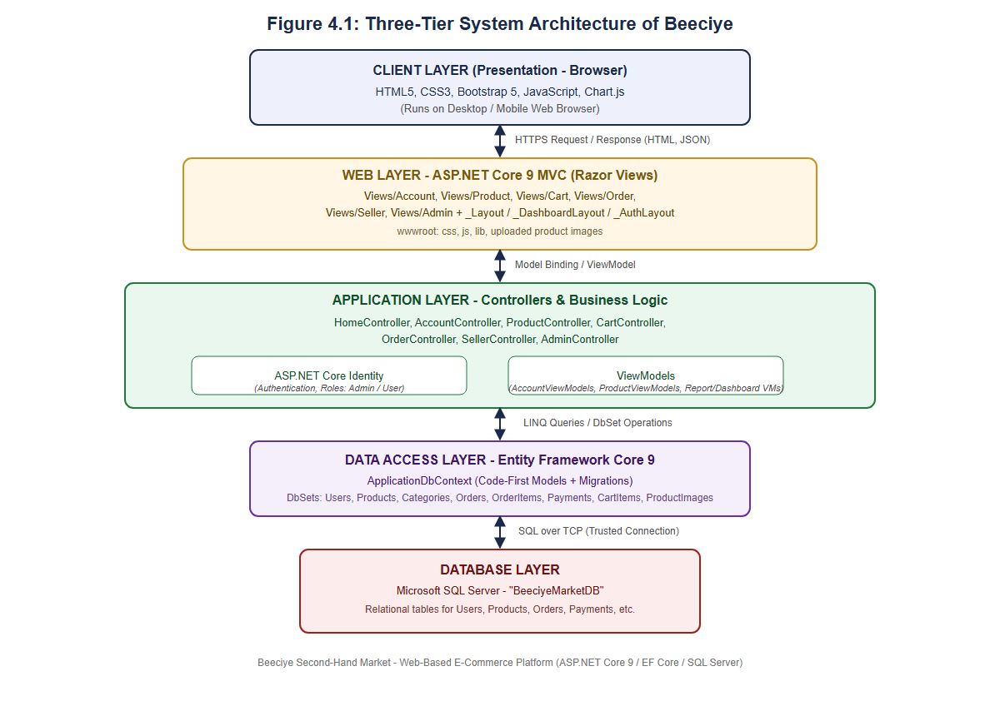 Figure 4.1: Three-Tier System Architecture of Beeciye
CLIENT LAYER (Presentation - Browser)
HTML5, CSS3, Bootstrap 5, JavaScript, Chart.js
(Runs on Desktop / Mobile Web Browser)
HTTPS Request / Response (HTML, JSON)
WEB LAYER - ASP.NET Core 9 MVC (Razor Views)
Views/Account, Views/Product, Views/Cart, Views/Order,
Views/Seller, Views/Admin + _Layout / _DashboardLayout / _AuthLayout
wwwroot: css, js, lib, uploaded product images
Model Binding / ViewModel
APPLICATION LAYER - Controllers & Business Logic
HomeController, AccountController, ProductController, CartController,
OrderController, SellerController, AdminController
ASP.NET Core Identity
(Authentication, Roles: Admin / User)
ViewModels
(AccountViewModels, ProductViewModels, Report/Dashboard VMs)
LINQ Queries / DbSet Operations
DATA ACCESS LAYER - Entity Framework Core 9
ApplicationDbContext (Code-First Models + Migrations)
DbSets: Users, Products, Categories, Orders, OrderItems, Payments, CartItems, ProductImages
SQL over TCP (Trusted Connection)
DATABASE LAYER
Microsoft SQL Server - "BeeciyeMarketDB"
Relational tables for Users, Products, Orders, Payments, etc.
Beeciye Second-Hand Market - Web-Based E-Commerce Platform (ASP.NET Core 9 / EF Core / SQL Server)